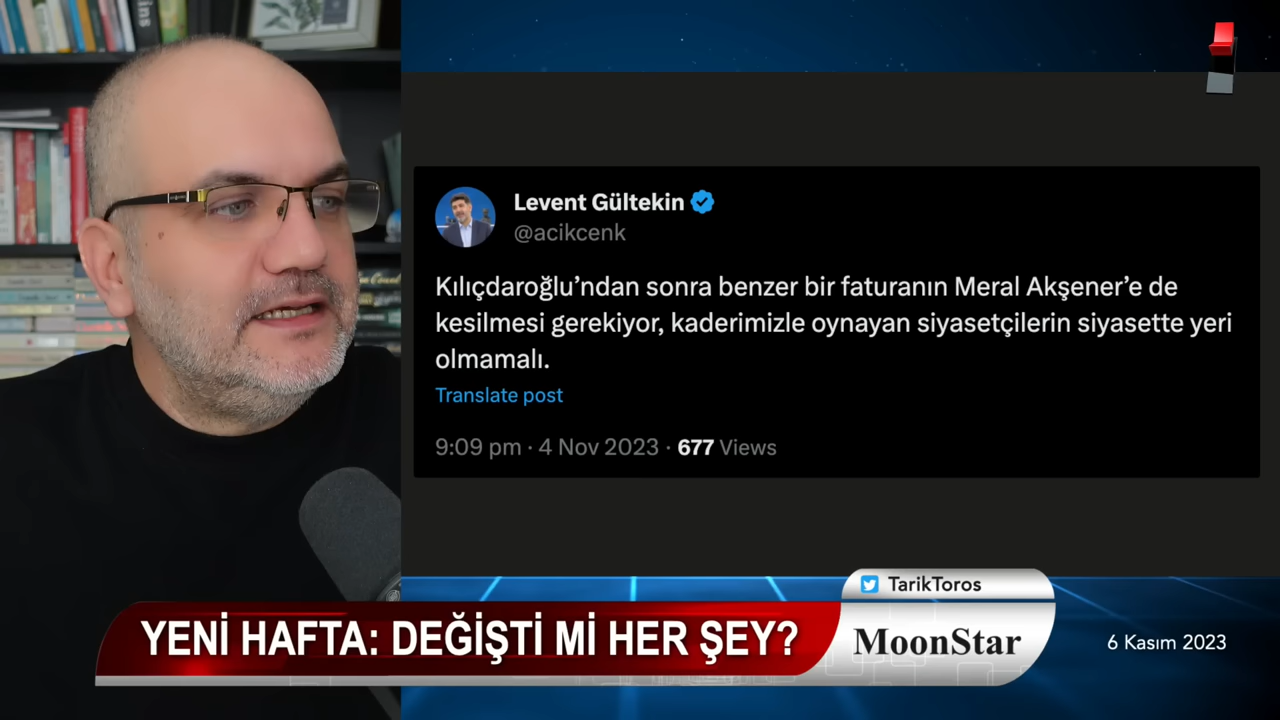 Levent Gültekin
@acikcenk
Kılıçdaroğlu’ndan sonra benzer bir faturanın Meral Akşener’e de
kesilmesi gerekiyor, kaderimizle oynayan siyasetçilerin siyasette yeri
olmamalı.
Translate post
9:09 pm · 4 Nov 2023 · 677 Views
TarikToros
YENİ HAFTA: DEĞİŞTİ Mİ HER ŞEY?
MoonStar
6 Kasım 2023